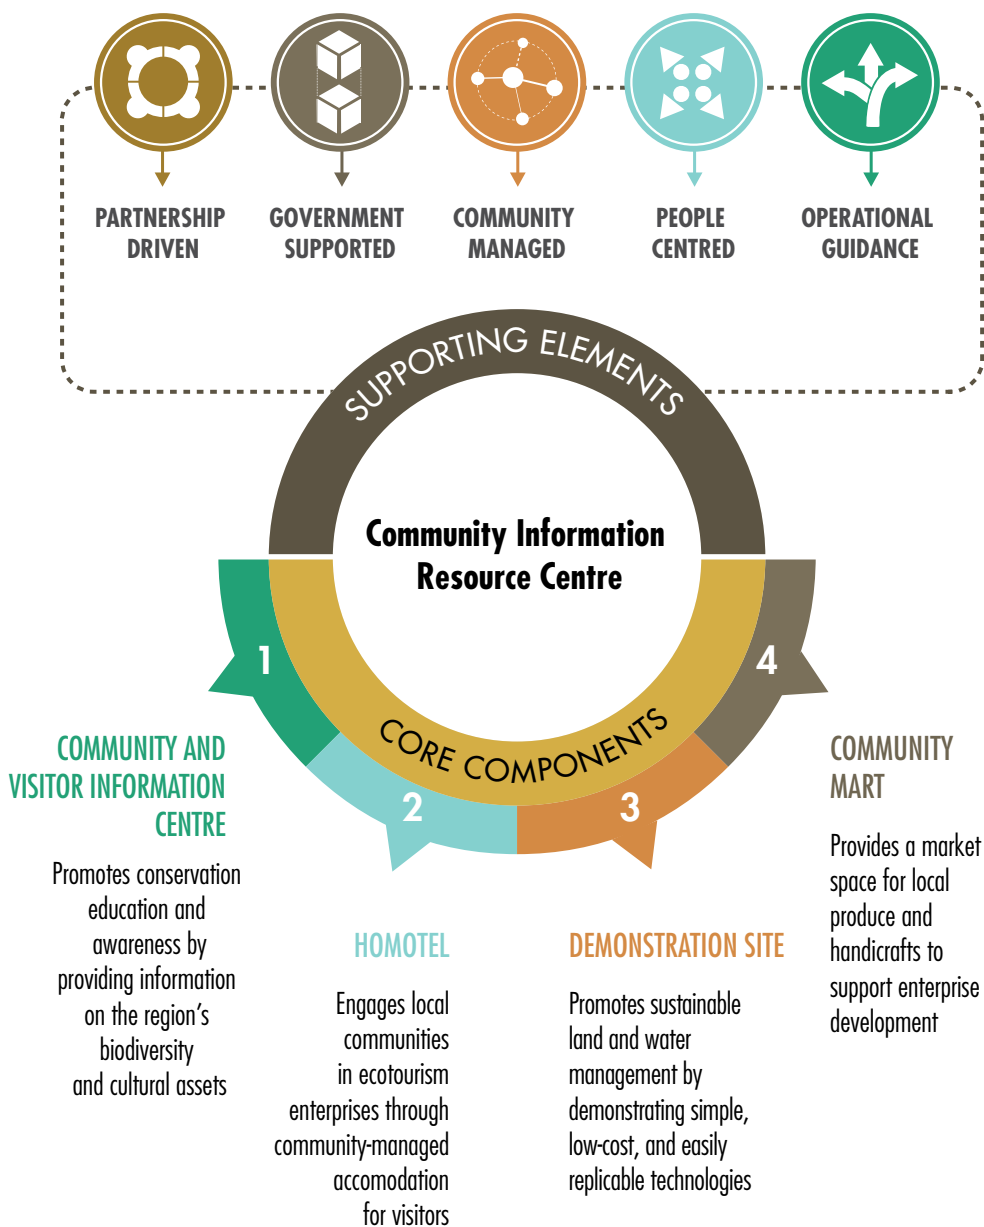 PARTNERSHIP
DRIVEN
GOVERNMENT
SUPPORTED
COMMUNITY
MANAGED
PEOPLE
CENTRED
OPERATIONAL
GUIDANCE
SUPPORTING ELEMENTS
Community Information
Resource Centre
CORE COMPONENTS
1
COMMUNITY AND
VISITOR INFORMATION
CENTRE
Promotes conservation
education and
awareness by
providing information
on the region's
biodiversity
and cultural assets
2
HOMOTEL
Engages local
communities
in ecotourism
enterprises through
community-managed
accomodation
for visitors
3
DEMONSTRATION SITE
Promotes sustainable
land and water
management by
demonstrating simple,
low-cost, and easily
replicable technologies
4
COMMUNITY
MART
Provides a market
space for local
produce and
handicrafts to
support enterprise
development